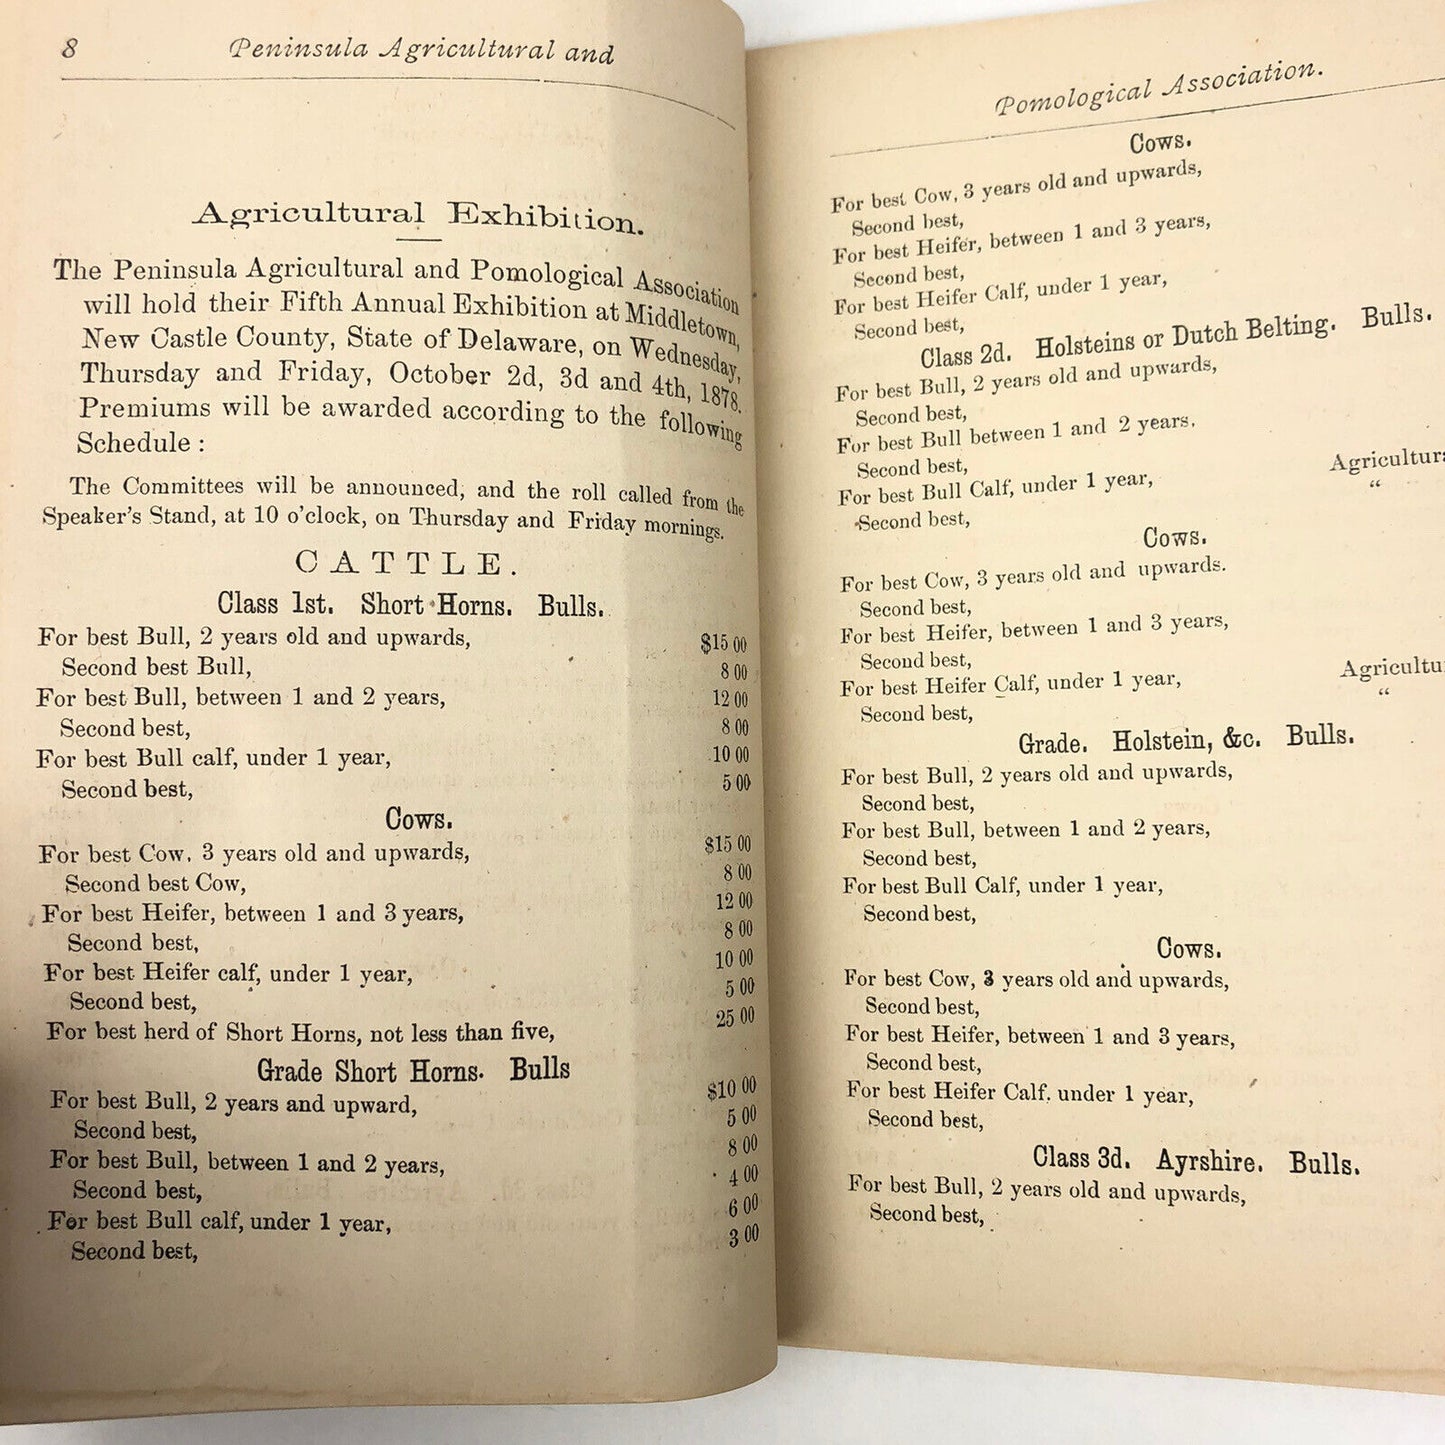 8 Peninsula Agricultural and
Agricultural Exhibition.
The Peninsula Agricultural and Pomological Association
will hold their Fifth Annual Exhibition at Middletown,
New Castle County, State of Delaware, on Wednesday,
Thursday and Friday, October 2d, 3d and 4th, 1878.
Premiums will be awarded according to the following
Schedule :
The Committees will be announced, and the roll called from the
Speaker's Stand, at 10 o'clock, on Thursday and Friday mornings.
CATTLE.
Class 1st. Short Horns. Bulls.
For best Bull, 2 years old and upwards, $15 00
Second best Bull, 8 00
For best Bull, between 1 and 2 years, 12 00
Second best, 8 00
For best Bull calf, under 1 year, 10 00
Second best, 5 00
Cows.
For best Cow, 3 years old and upwards, $15 00
Second best Cow, 8 00
For best Heifer, between 1 and 3 years, 12 00
Second best, 8 00
For best Heifer calf, under 1 year, 10 00
Second best, 5 00
For best herd of Short Horns, not less than five, 25 00
Grade Short Horns. Bulls
For best Bull, 2 years and upward, $10 00
Second best, 5 00
For best Bull, between 1 and 2 years, 8 00
Second best, 4 00
For best Bull calf, under 1 year, 6 00
Second best, 3 00
Pomological Association.
Cows.
For best Cow, 3 years old and upwards,
Second best,
For best Heifer, between 1 and 3 years,
Second best,
For best Heifer Calf, under 1 year,
Second best,
Class 2d. Holsteins or Dutch Belting. Bulls.
For best Bull, 2 years old and upwards,
Second best,
For best Bull between 1 and 2 years.
Second best,
For best Bull Calf, under 1 year, Agricultur
Second best, “
Cows.
For best Cow, 3 years old and upwards.
Second best,
For best Heifer, between 1 and 3 years,
Second best,
For best Heifer Calf, under 1 year, Agricultu
Second best, “
Grade. Holstein, &c. Bulls.
For best Bull, 2 years old and upwards,
Second best,
For best Bull, between 1 and 2 years,
Second best,
For best Bull Calf, under 1 year,
Second best,
Cows.
For best Cow, 3 years old and upwards,
Second best,
For best Heifer, between 1 and 3 years,
Second best,
For best Heifer Calf, under 1 year,
Second best,
Class 3d. Ayrshire. Bulls.
For best Bull, 2 years old and upwards,
Second best,